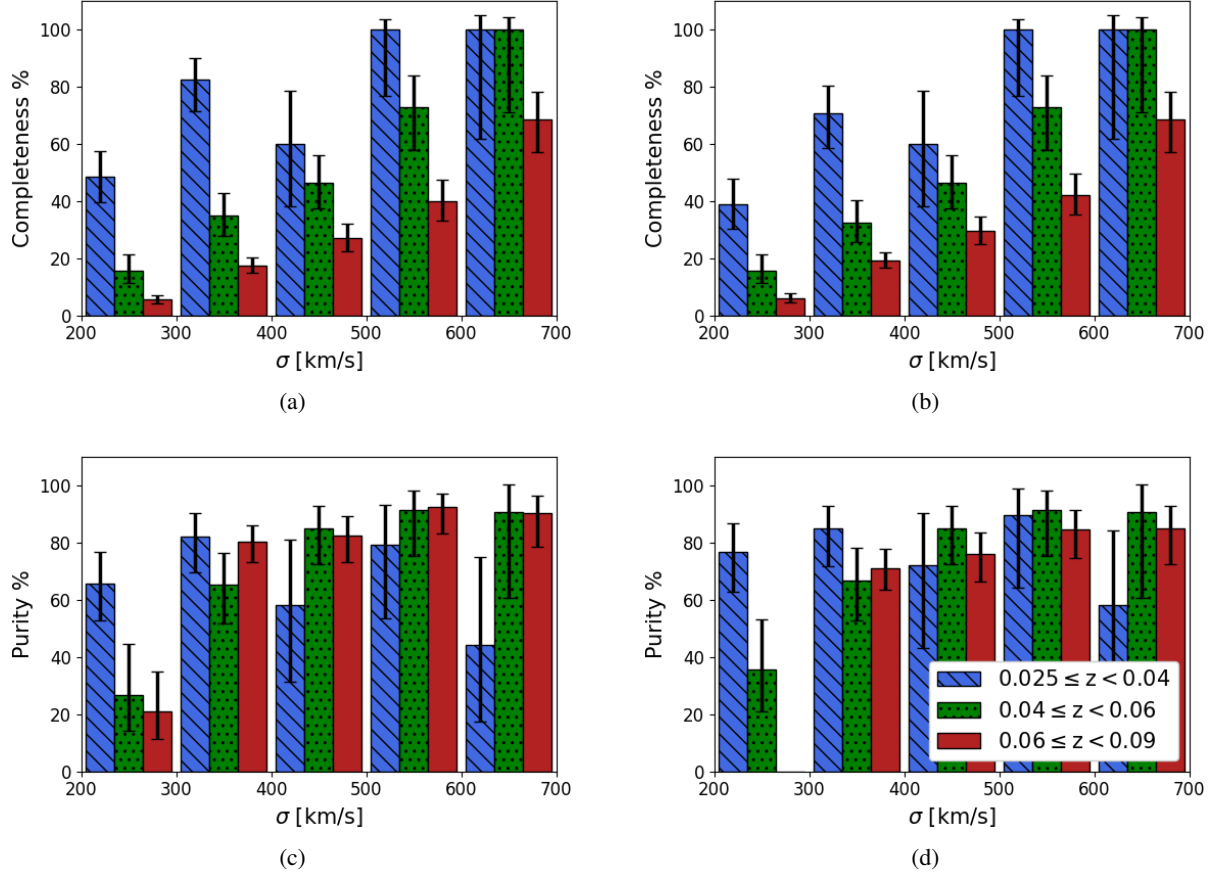 100
80
60
40
20
0
Completeness %
200 300 400 500 600 700
σ [km/s]
(a)
100
80
60
40
20
0
Completeness %
200 300 400 500 600 700
σ [km/s]
(b)
100
80
60
40
20
0
Purity %
200 300 400 500 600 700
σ [km/s]
(c)
100
80
60
40
20
0
Purity %
0.025 ≤ z < 0.04
0.04 ≤ z < 0.06
0.06 ≤ z < 0.09
200 300 400 500 600 700
σ [km/s]
(d)